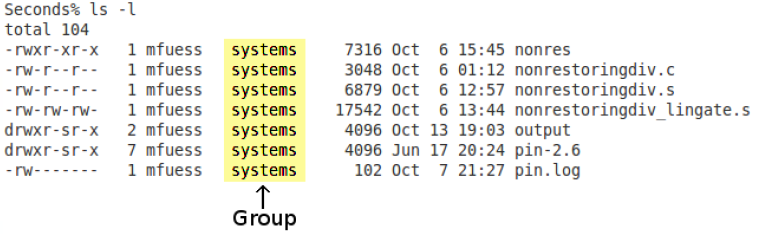 Seconds% ls -l
total 104
-rwxr-xr-x 1 mfuess systems 7316 Oct 6 15:45 nonres
-rw-r--r-- 1 mfuess systems 3048 Oct 6 01:12 nonrestoringdiv.c
-rw-r--r-- 1 mfuess systems 6879 Oct 6 12:57 nonrestoringdiv.s
-rw-rw-rw- 1 mfuess systems 17542 Oct 6 13:44 nonrestoringdiv_lingate.s
drwxr-sr-x 2 mfuess systems 4096 Oct 13 19:03 output
drwxr-sr-x 7 mfuess systems 4096 Jun 17 20:24 pin-2.6
-rw------- 1 mfuess systems 102 Oct 7 21:27 pin.log
Group